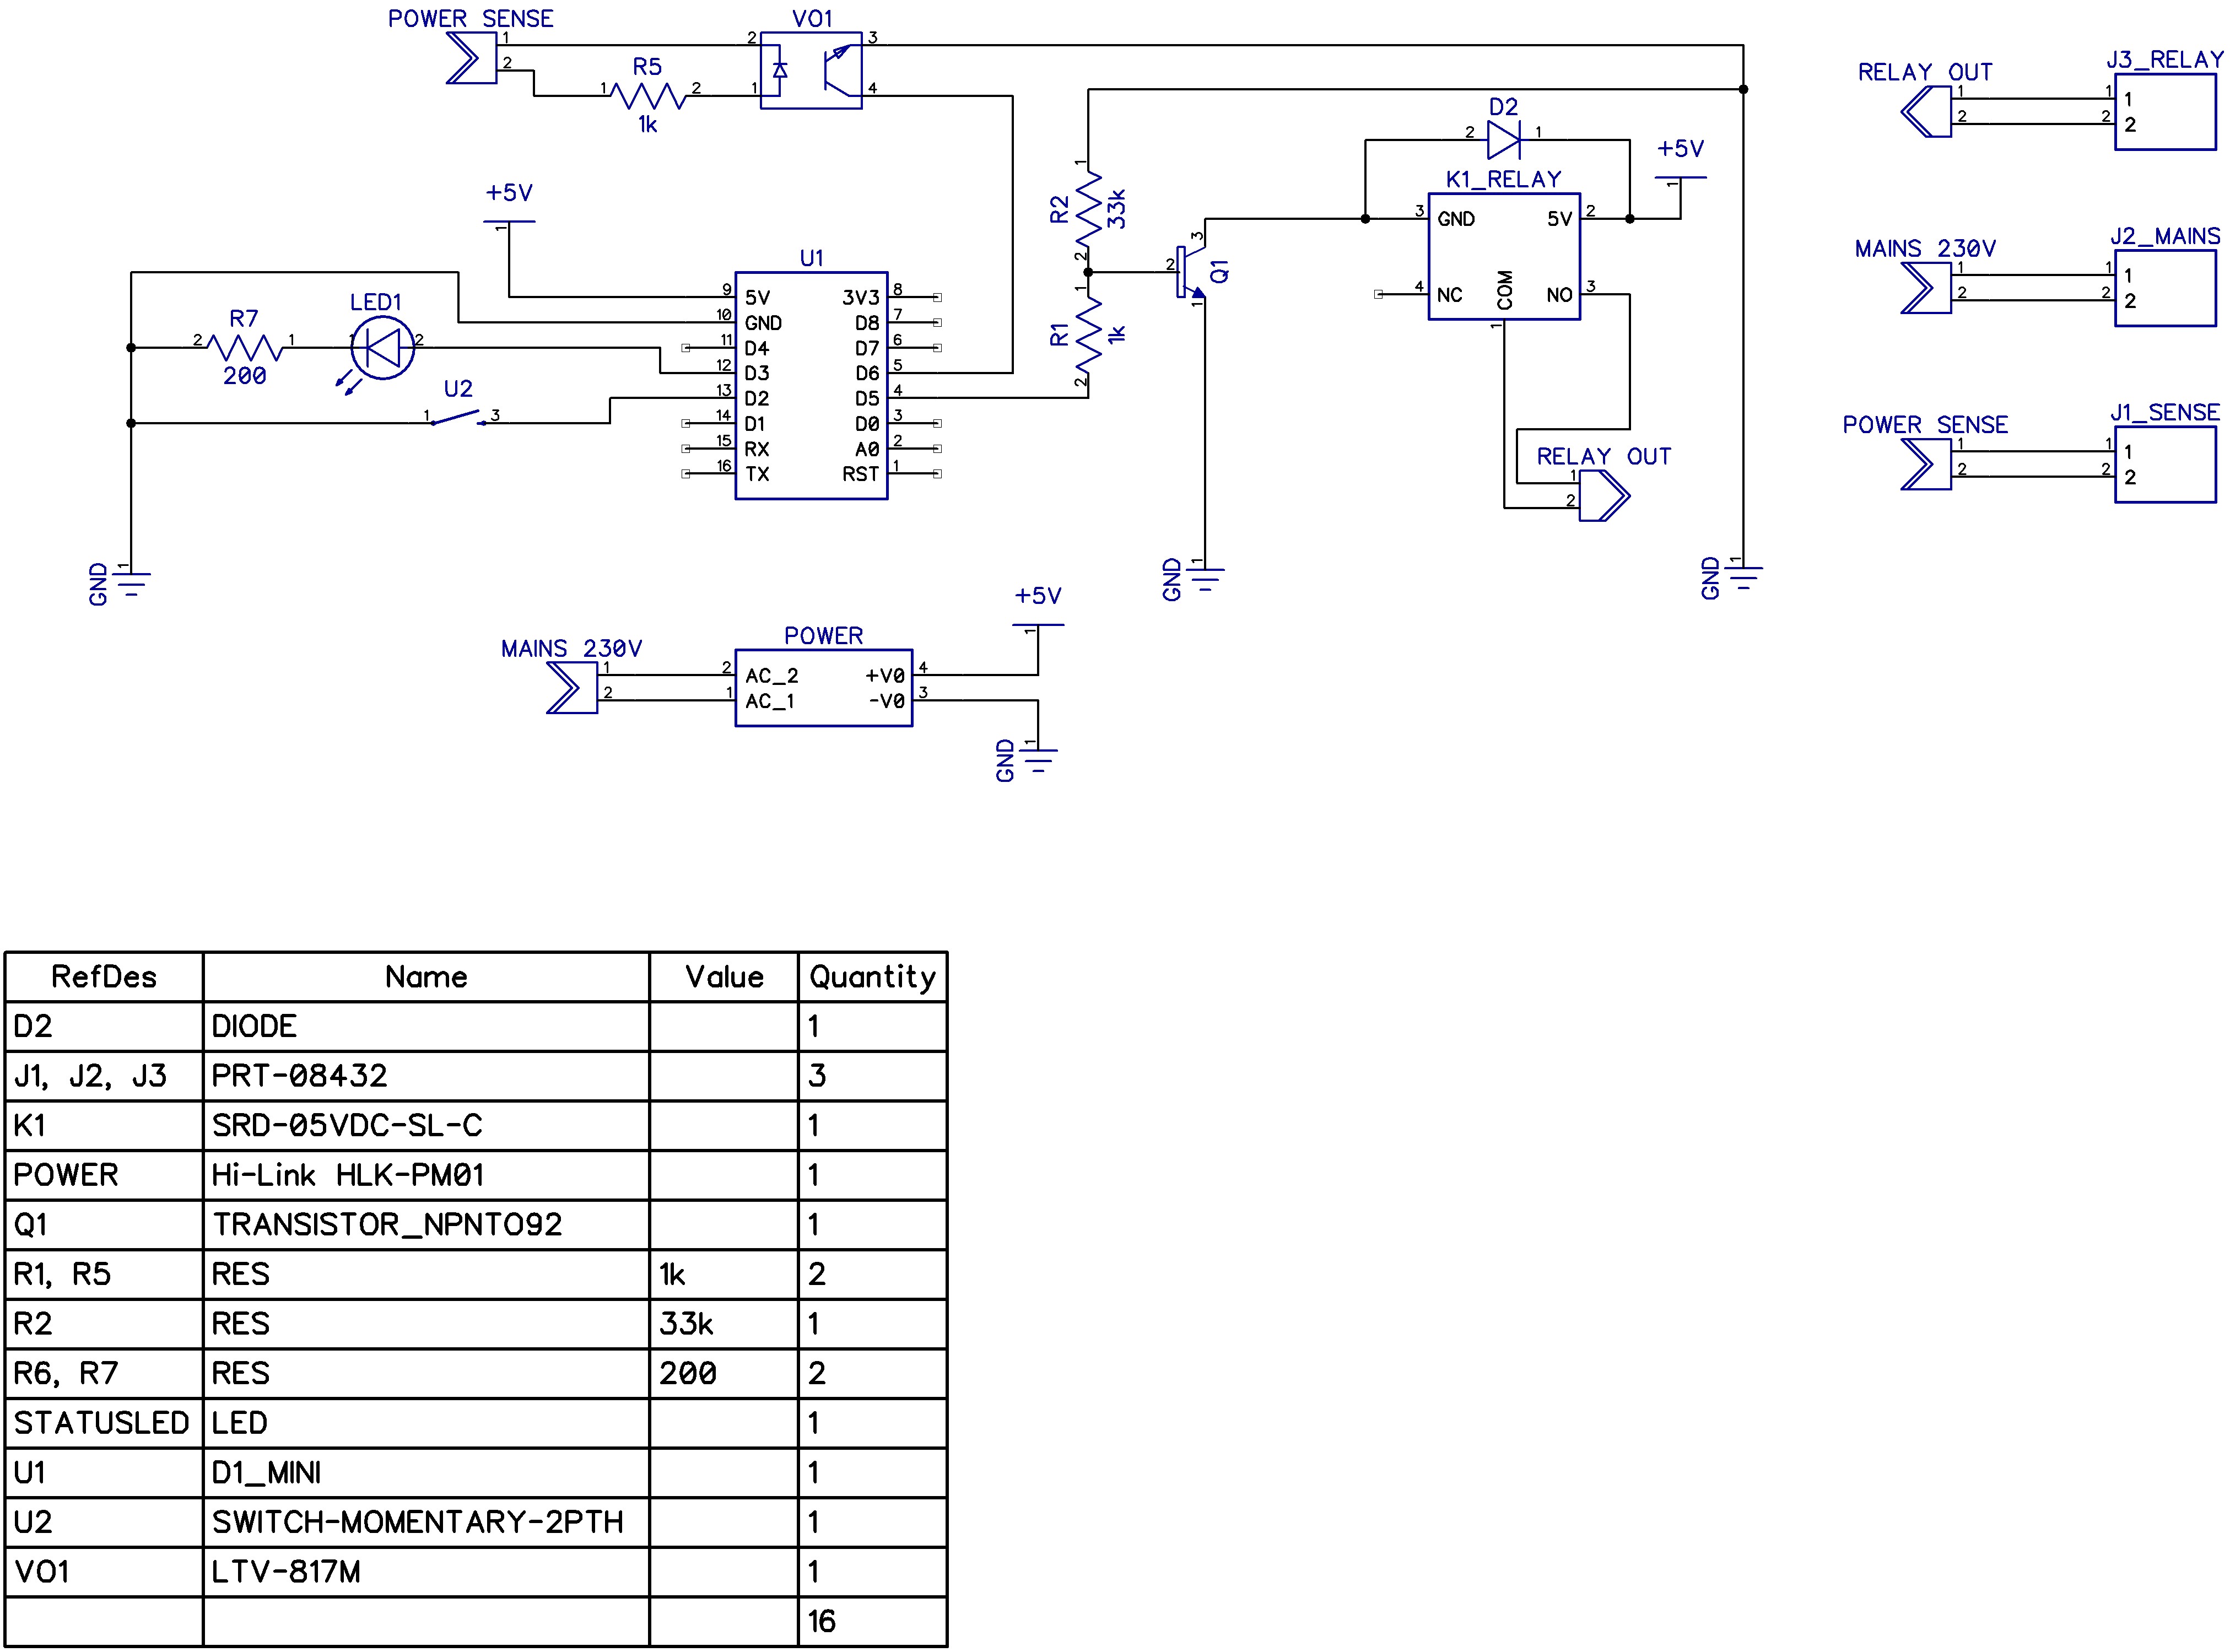 POWER SENSE
1
2
R5
1k
1
2
VO1
2
1
3
4
+5V
1
U1
9 5V
10 GND
11 D4
12 D3
13 D2
14 D1
15 RX
16 TX
3V3 8
D8 7
D7 6
D6 5
D5 4
D0 3
A0 2
RST 1
R7
2 1
200
LED1
1 2
U2
1 3
GND
1
R2
33k
1
2
R1
1k
1
2
Q1
3
2
1
GND
1
D2
2 1
K1_RELAY
3 GND
5V 2
4 NC
COM
1
NO 3
+5V
1
RELAY OUT
1
2
GND
1
MAINS 230V
1
2
POWER
2 AC_2
1 AC_1
+V0 4
-V0 3
+5V
1
GND
1
RELAY OUT
1
2
J3_RELAY
1 1
2 2
MAINS 230V
1
2
J2_MAINS
1 1
2 2
POWER SENSE
1
2
J1_SENSE
1 1
2 2
RefDes Name Value Quantity
D2 DIODE 1
J1, J2, J3 PRT-08432 3
K1 SRD-05VDC-SL-C 1
POWER Hi-Link HLK-PM01 1
Q1 TRANSISTOR_NPNTO92 1
R1, R5 RES 1k 2
R2 RES 33k 1
R6, R7 RES 200 2
STATUSLED LED 1
U1 D1_MINI 1
U2 SWITCH-MOMENTARY-2PTH 1
VO1 LTV-817M 1
16